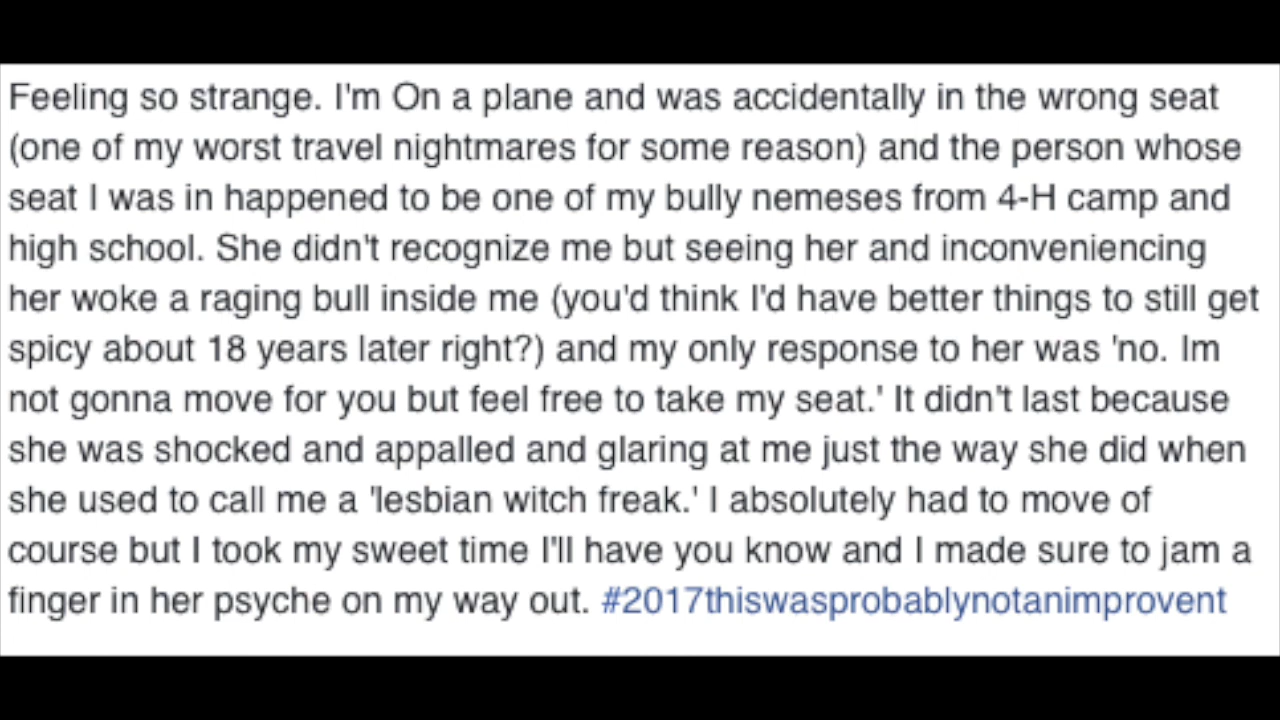 Feeling so strange. I'm On a plane and was accidentally in the wrong seat
(one of my worst travel nightmares for some reason) and the person whose
seat I was in happened to be one of my bully nemeses from 4-H camp and
high school. She didn't recognize me but seeing her and inconveniencing
her woke a raging bull inside me (you'd think I'd have better things to still get
spicy about 18 years later right?) and my only response to her was 'no. Im
not gonna move for you but feel free to take my seat.' It didn't last because
she was shocked and appalled and glaring at me just the way she did when
she used to call me a 'lesbian witch freak.' I absolutely had to move of
course but I took my sweet time I'll have you know and I made sure to jam a
finger in her psyche on my way out. #2017thiswasprobablynotanimprovent